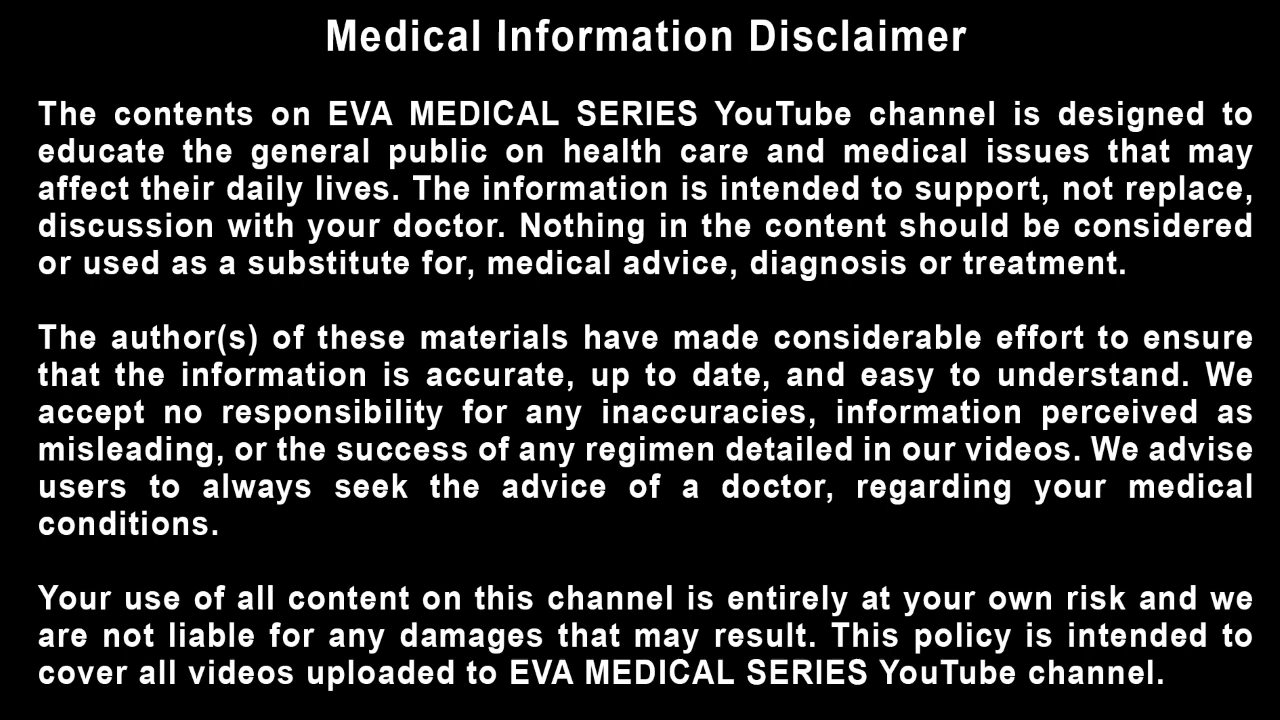 Medical Information Disclaimer
The contents on EVA MEDICAL SERIES YouTube channel is designed to
educate the general public on health care and medical issues that may
affect their daily lives. The information is intended to support, not replace,
discussion with your doctor. Nothing in the content should be considered
or used as a substitute for, medical advice, diagnosis or treatment.
The author(s) of these materials have made considerable effort to ensure
that the information is accurate, up to date, and easy to understand. We
accept no responsibility for any inaccuracies, information perceived as
misleading, or the success of any regimen detailed in our videos. We advise
users to always seek the advice of a doctor, regarding your medical
conditions.
Your use of all content on this channel is entirely at your own risk and we
are not liable for any damages that may result. This policy is intended to
cover all videos uploaded to EVA MEDICAL SERIES YouTube channel.